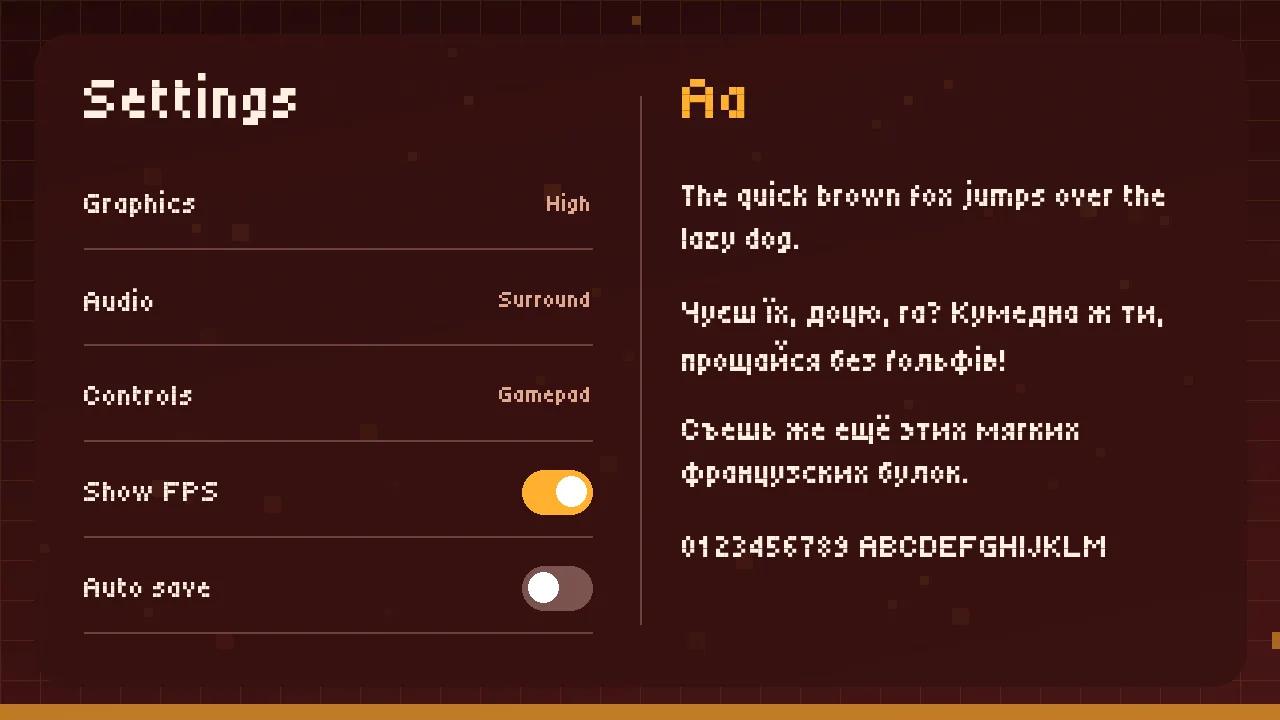 Settings
Graphics
High
Audio
Surround
Controls
Gamepad
Show FPS
Auto save
Aa
The quick brown fox jumps over the
lazy dog.
Чуєш їх, доцю, га? Кумедна ж ти,
прощайся без ґольфів!
Съешь же ещё этих мягких
французских булок.
0123456789 ABCDEFGHIJKLM